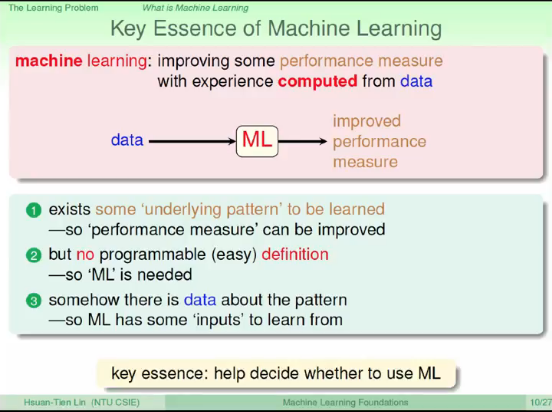 The Learning Problem What is Machine Learning
Key Essence of Machine Learning
machine learning: improving some performance measure
with experience computed from data
data ML improved
performance
measure
1 exists some ‘underlying pattern’ to be learned
—so ‘performance measure’ can be improved
2 but no programmable (easy) definition
—so ‘ML’ is needed
3 somehow there is data about the pattern
—so ML has some ‘inputs’ to learn from
key essence: help decide whether to use ML
Hsuan-Tien Lin (NTU CSIE) Machine Learning Foundations 10/27